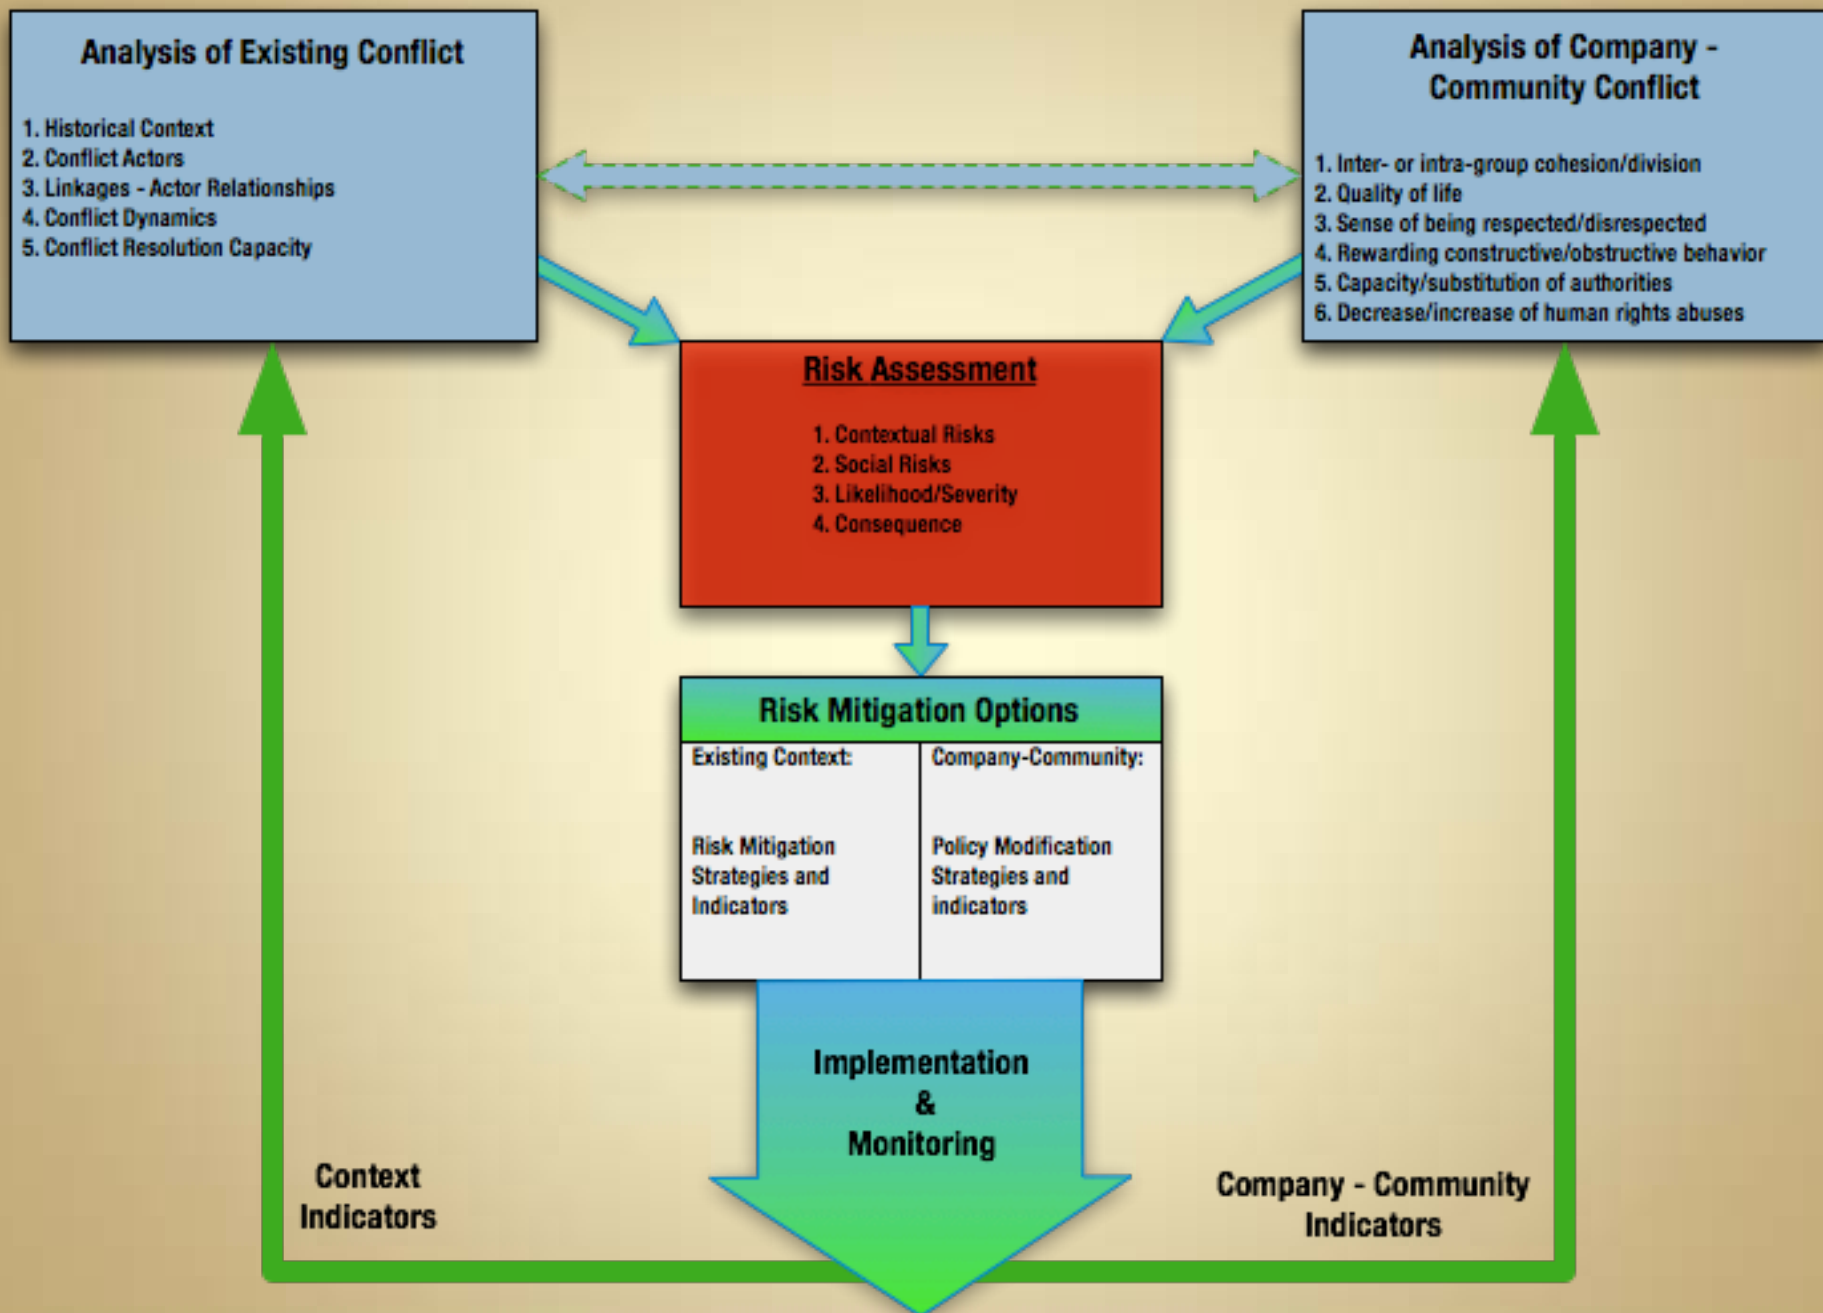 Analysis of Existing Conflict
1. Historical Context
2. Conflict Actors
3. Linkages - Actor Relationships
4. Conflict Dynamics
5. Conflict Resolution Capacity
Analysis of Company -
Community Conflict
1. Inter- or intra-group cohesion/division
2. Quality of life
3. Sense of being respected/disrespected
4. Rewarding constructive/obstructive behavior
5. Capacity/substitution of authorities
6. Decrease/increase of human rights abuses
Risk Assessment
1. Contextual Risks
2. Social Risks
3. Likelihood/Severity
4. Consequence
Risk Mitigation Options
Existing Context:
Risk Mitigation
Strategies and
Indicators
Company-Community:
Policy Modification
Strategies and
indicators
Implementation
&
Monitoring
Context
Indicators
Company - Community
Indicators